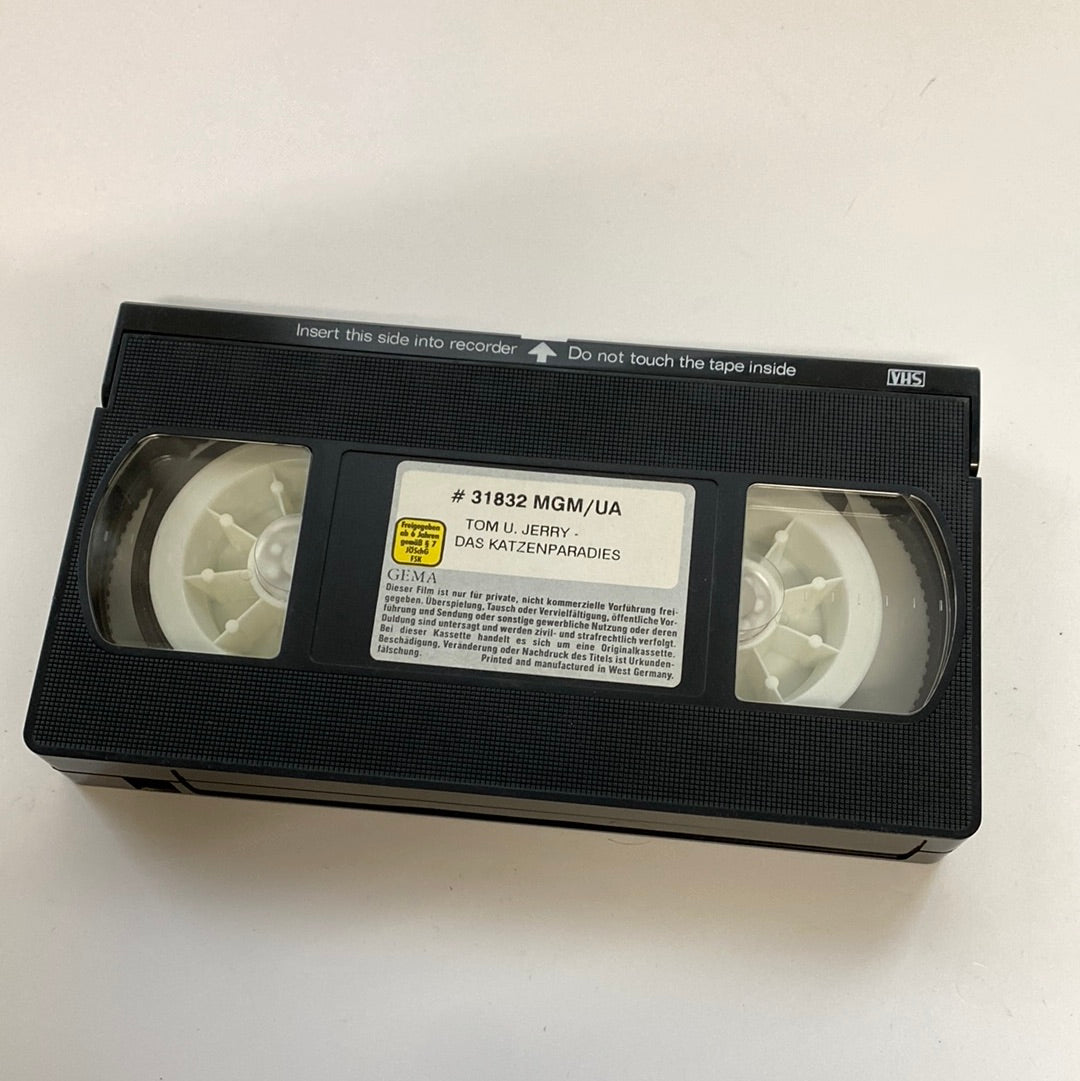 Insert this side into recorder Do not touch the tape inside
VHS
# 31832 MGM/UA
TOM U. JERRY -
DAS KATZENPARADIES
Freigegeben
ab 6 Jahren
gemäß § 7
JÖSchG
FSK
GEMA
Dieser Film ist nur für private, nicht kommerzielle Vorführung frei-
gegeben. Überspielung, Tausch oder Vervielfältigung, öffentliche Vor-
führung und Sendung oder sonstige gewerbliche Nutzung oder deren
Duldung sind untersagt und werden zivil- und strafrechtlich verfolgt.
Bei dieser Kassette handelt es sich um eine Originalkassette.
Beschädigung, Veränderung oder Nachdruck des Titels ist Urkunden-
fälschung. Printed and manufactured in West Germany.